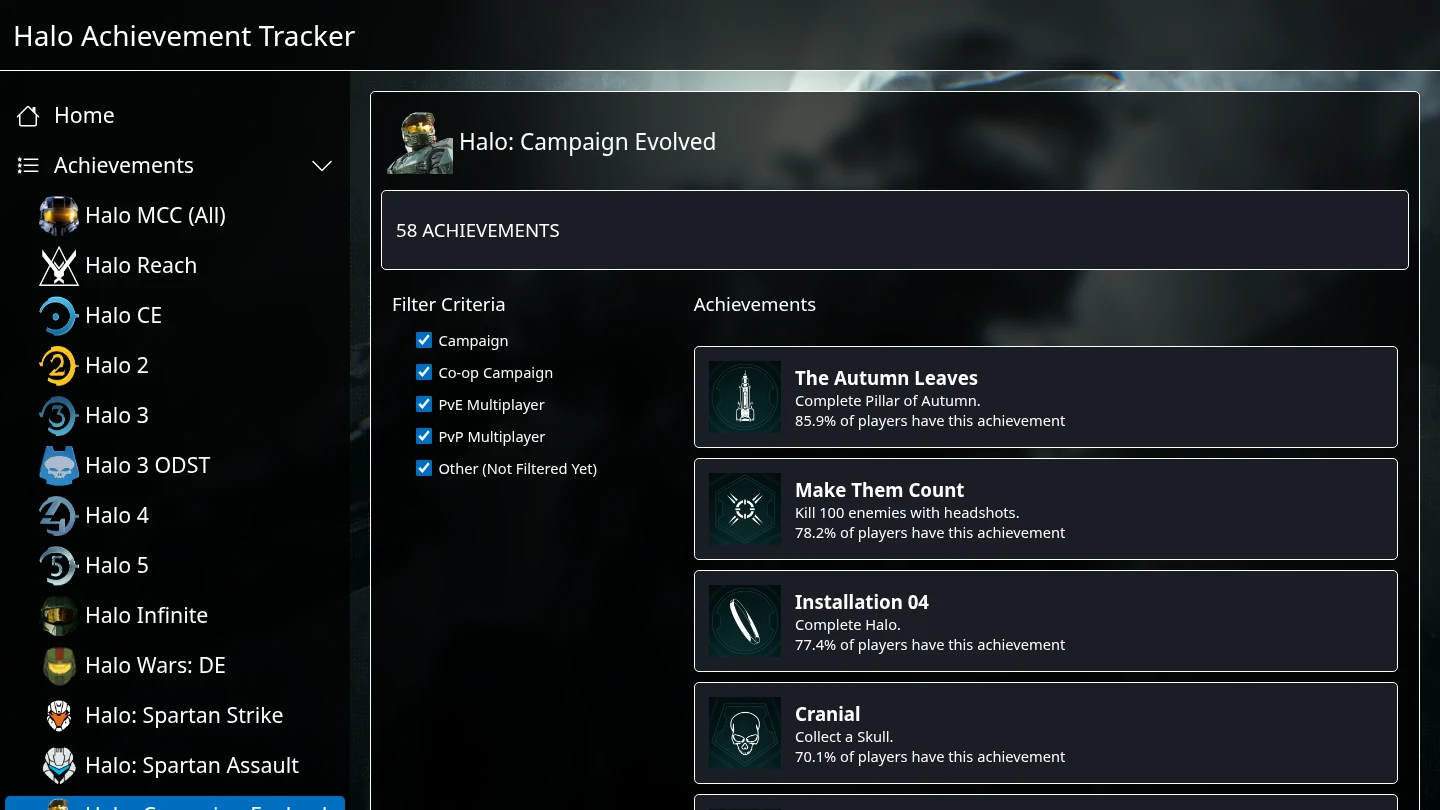 Halo Achievement Tracker
Home
Achievements
Halo MCC (All)
Halo Reach
Halo CE
Halo 2
Halo 3
Halo 3 ODST
Halo 4
Halo 5
Halo Infinite
Halo Wars: DE
Halo: Spartan Strike
Halo: Spartan Assault
Halo: Campaign Evolved
Halo: Campaign Evolved
58 ACHIEVEMENTS
Filter Criteria
Campaign
Co-op Campaign
PvE Multiplayer
PvP Multiplayer
Other (Not Filtered Yet)
Achievements
The Autumn Leaves
Complete Pillar of Autumn.
85.9% of players have this achievement
Make Them Count
Kill 100 enemies with headshots.
78.2% of players have this achievement
Installation 04
Complete Halo.
77.4% of players have this achievement
Cranial
Collect a Skull.
70.1% of players have this achievement